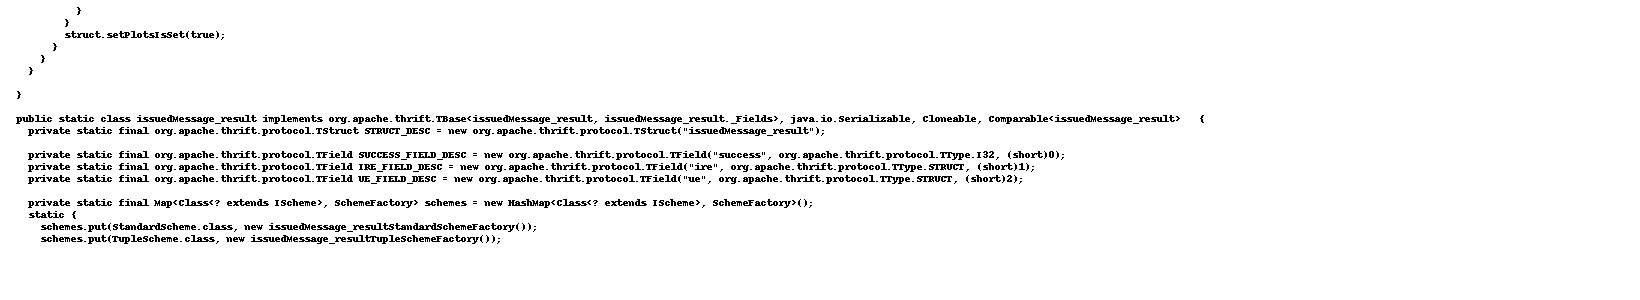 }
}
struct.setPlotsIsSet(true);
}
}
}
}
public static class issuedMessage_result implements org.apache.thrift.TBase<issuedMessage_result, issuedMessage_result._Fields>, java.io.Serializable, Cloneable, Comparable<issuedMessage_result>   {
private static final org.apache.thrift.protocol.TStruct STRUCT_DESC = new org.apache.thrift.protocol.TStruct("issuedMessage_result");
private static final org.apache.thrift.protocol.TField SUCCESS_FIELD_DESC = new org.apache.thrift.protocol.TField("success", org.apache.thrift.protocol.TType.I32, (short)0);
private static final org.apache.thrift.protocol.TField IRE_FIELD_DESC = new org.apache.thrift.protocol.TField("ire", org.apache.thrift.protocol.TType.STRUCT, (short)1);
private static final org.apache.thrift.protocol.TField UE_FIELD_DESC = new org.apache.thrift.protocol.TField("ue", org.apache.thrift.protocol.TType.STRUCT, (short)2);
private static final Map<Class<? extends IScheme>, SchemeFactory> schemes = new HashMap<Class<? extends IScheme>, SchemeFactory>();
static {
schemes.put(StandardScheme.class, new issuedMessage_resultStandardSchemeFactory());
schemes.put(TupleScheme.class, new issuedMessage_resultTupleSchemeFactory());